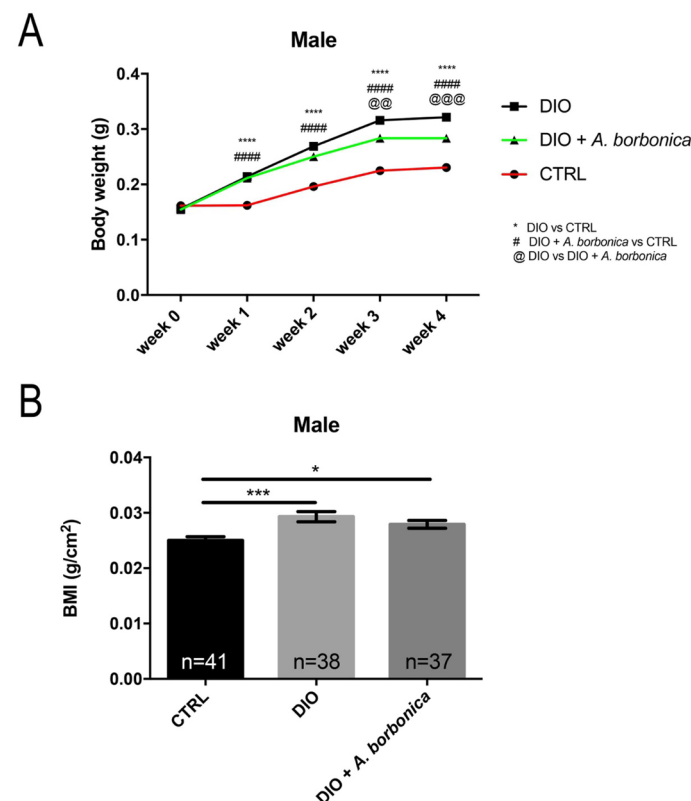 A
Male
Body weight (g)
0.4
0.3
0.2
0.1
0.0
****
####
****
####
****
####
@@
****
####
@@@
week 0
week 1
week 2
week 3
week 4
DIO
DIO + A. borbonica
CTRL
* DIO vs CTRL
# DIO + A. borbonica vs CTRL
@ DIO vs DIO + A. borbonica
B
Male
BMI (g/cm²)
0.04
0.03
0.02
0.01
0.00
*
***
n=41
n=38
n=37
CTRL
DIO
DIO + A. borbonica